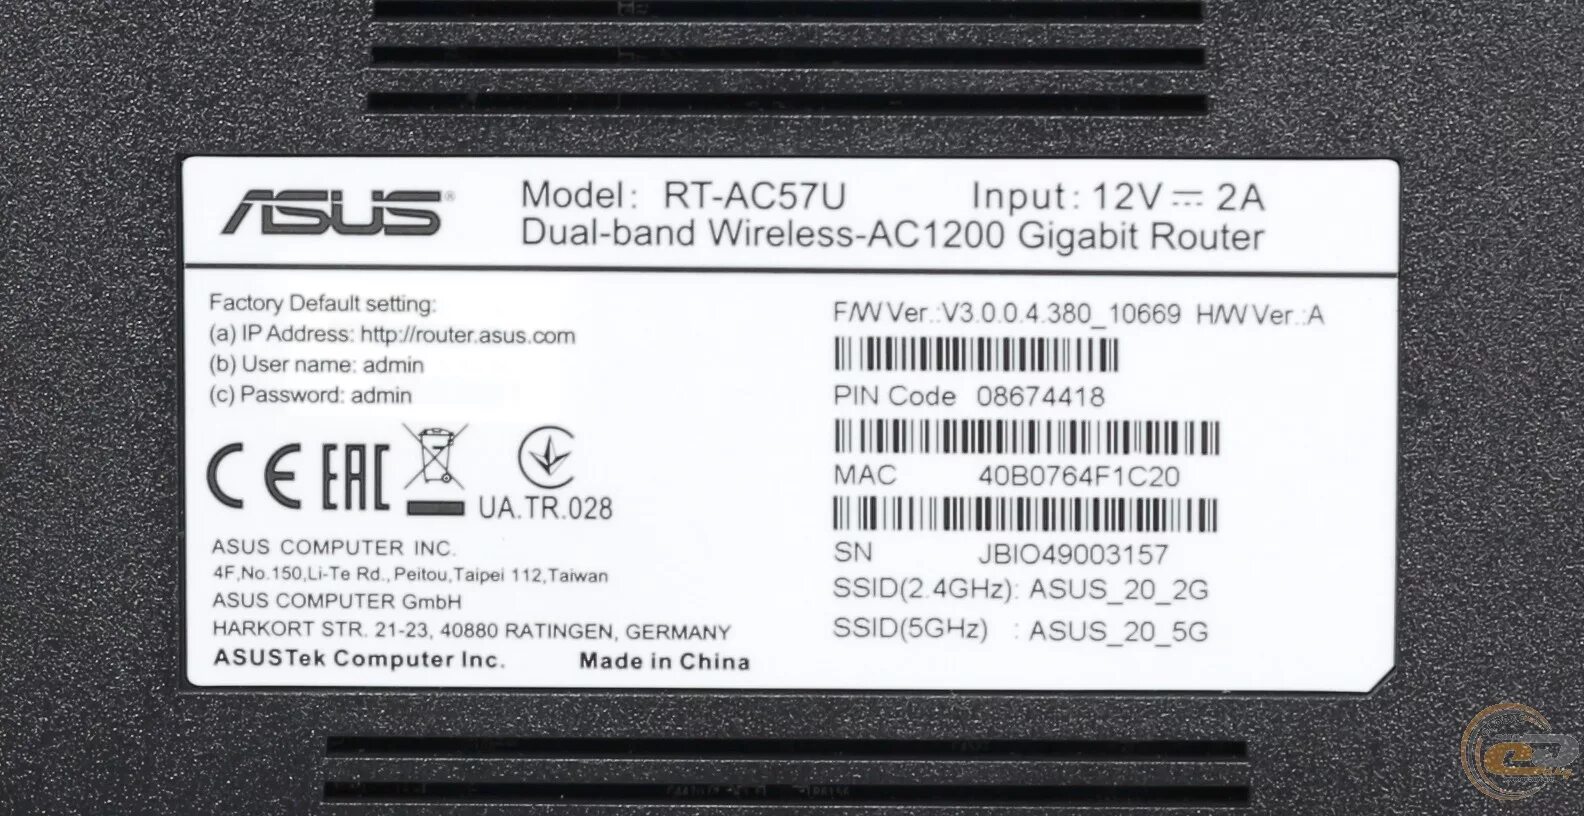 ASUS®
Model: RT-AC57U Input: 12V ⎓ 2A
Dual-band Wireless-AC1200 Gigabit Router
Factory Default setting:
(a) IP Address: http://router.asus.com
(b) User name: admin
(c) Password: admin
CE EAC
UA.TR.028
ASUS COMPUTER INC.
4F,No.150,Li-Te Rd.,Peitou,Taipei 112,Taiwan
ASUS COMPUTER GmbH
HARKORT STR. 21-23, 40880 RATINGEN, GERMANY
ASUSTek Computer Inc. Made in China
F/W Ver.:V3.0.0.4.380_10669 H/W Ver.:A
PIN Code 08674418
MAC 40B0764F1C20
SN JBIO49003157
SSID(2.4GHz): ASUS_20_2G
SSID(5GHz) : ASUS_20_5G